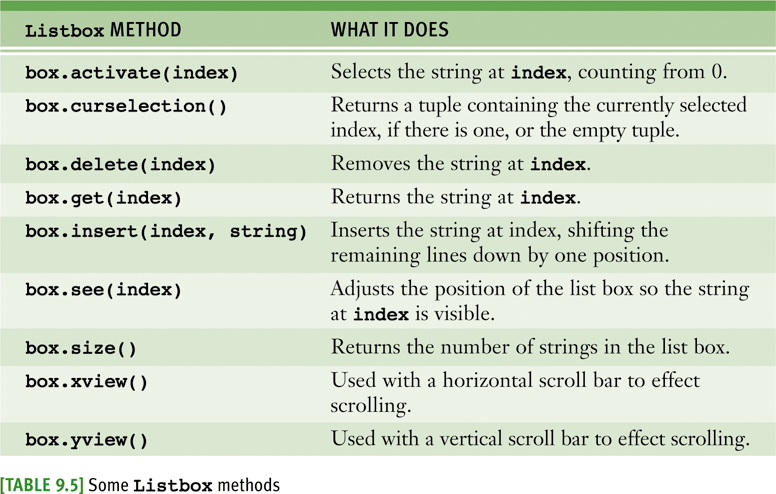 Listbox METHOD WHAT IT DOES
box.activate(index) Selects the string at index, counting from 0.
box.curselection() Returns a tuple containing the currently selected
index, if there is one, or the empty tuple.
box.delete(index) Removes the string at index.
box.get(index) Returns the string at index.
box.insert(index, string) Inserts the string at index, shifting the
remaining lines down by one position.
box.see(index) Adjusts the position of the list box so the string
at index is visible.
box.size() Returns the number of strings in the list box.
box.xview() Used with a horizontal scroll bar to effect
scrolling.
box.yview() Used with a vertical scroll bar to effect scrolling.
[TABLE 9.5] Some Listbox methods